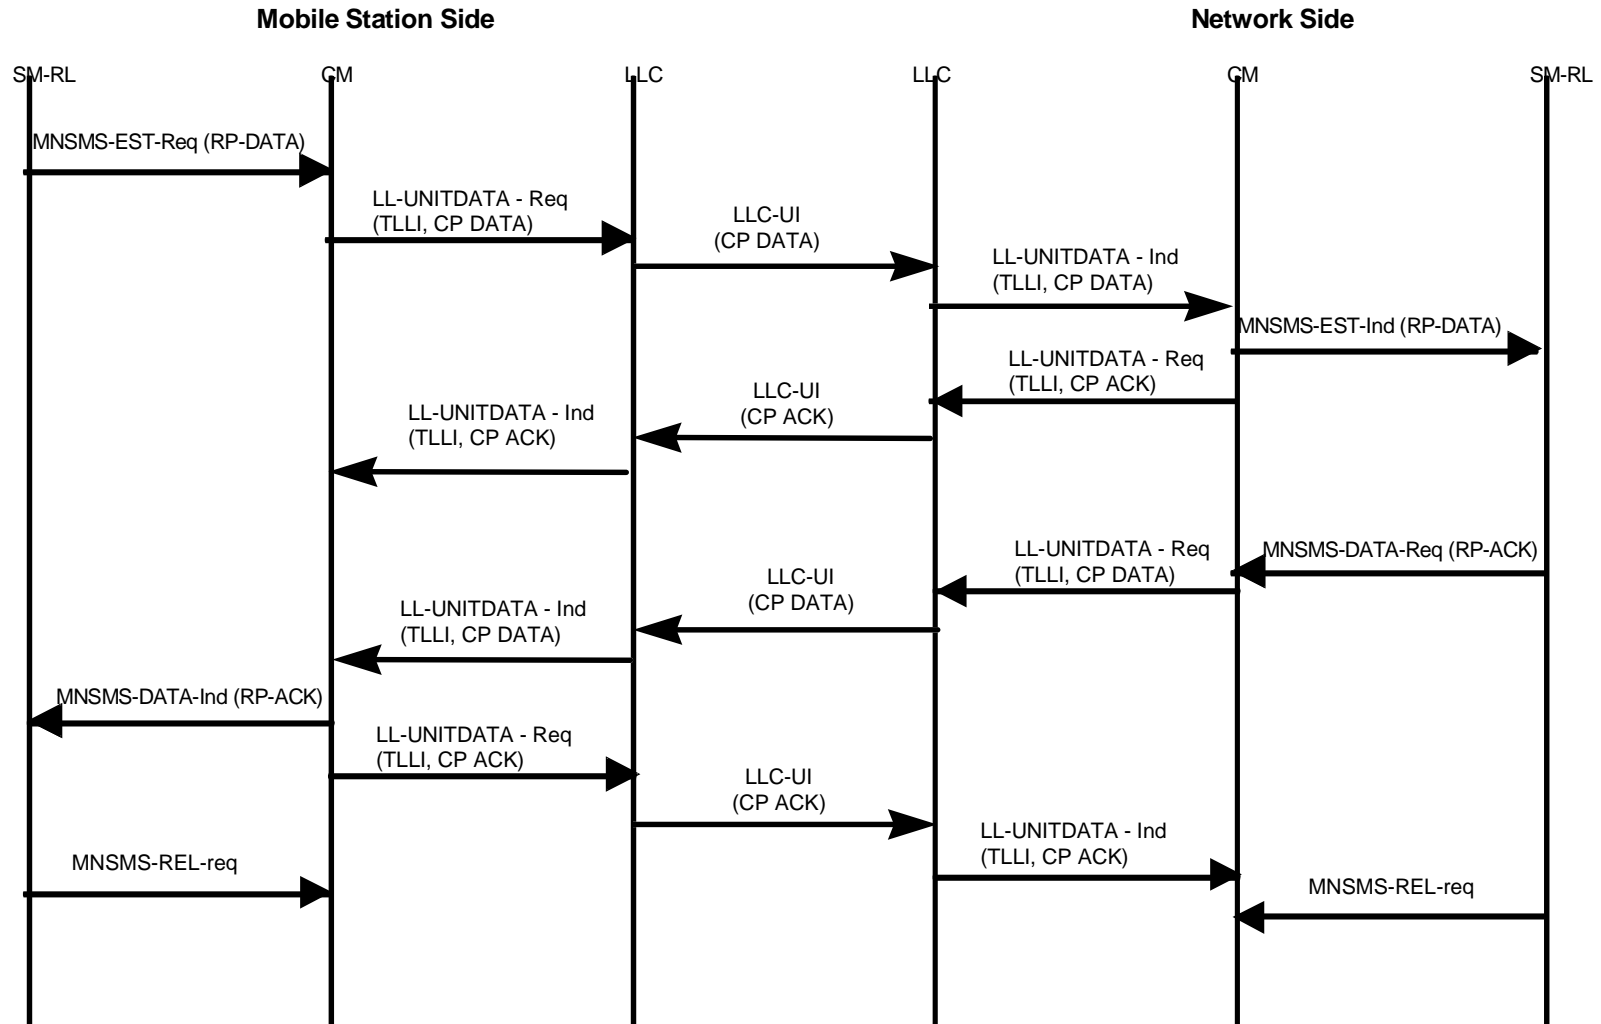 Mobile Station Side
Network Side
SM-RL
CM
LLC
LLC
CM
SM-RL
MNSMS-EST-Req (RP-DATA)
LL-UNITDATA - Req
(TLLI, CP DATA)
LLC-UI
(CP DATA)
LL-UNITDATA - Ind
(TLLI, CP DATA)
MNSMS-EST-Ind (RP-DATA)
LL-UNITDATA - Req
(TLLI, CP ACK)
LLC-UI
(CP ACK)
LL-UNITDATA - Ind
(TLLI, CP ACK)
MNSMS-DATA-Req (RP-ACK)
LL-UNITDATA - Req
(TLLI, CP DATA)
LLC-UI
(CP DATA)
LL-UNITDATA - Ind
(TLLI, CP DATA)
MNSMS-DATA-Ind (RP-ACK)
LL-UNITDATA - Req
(TLLI, CP ACK)
LLC-UI
(CP ACK)
LL-UNITDATA - Ind
(TLLI, CP ACK)
MNSMS-REL-req
MNSMS-REL-req